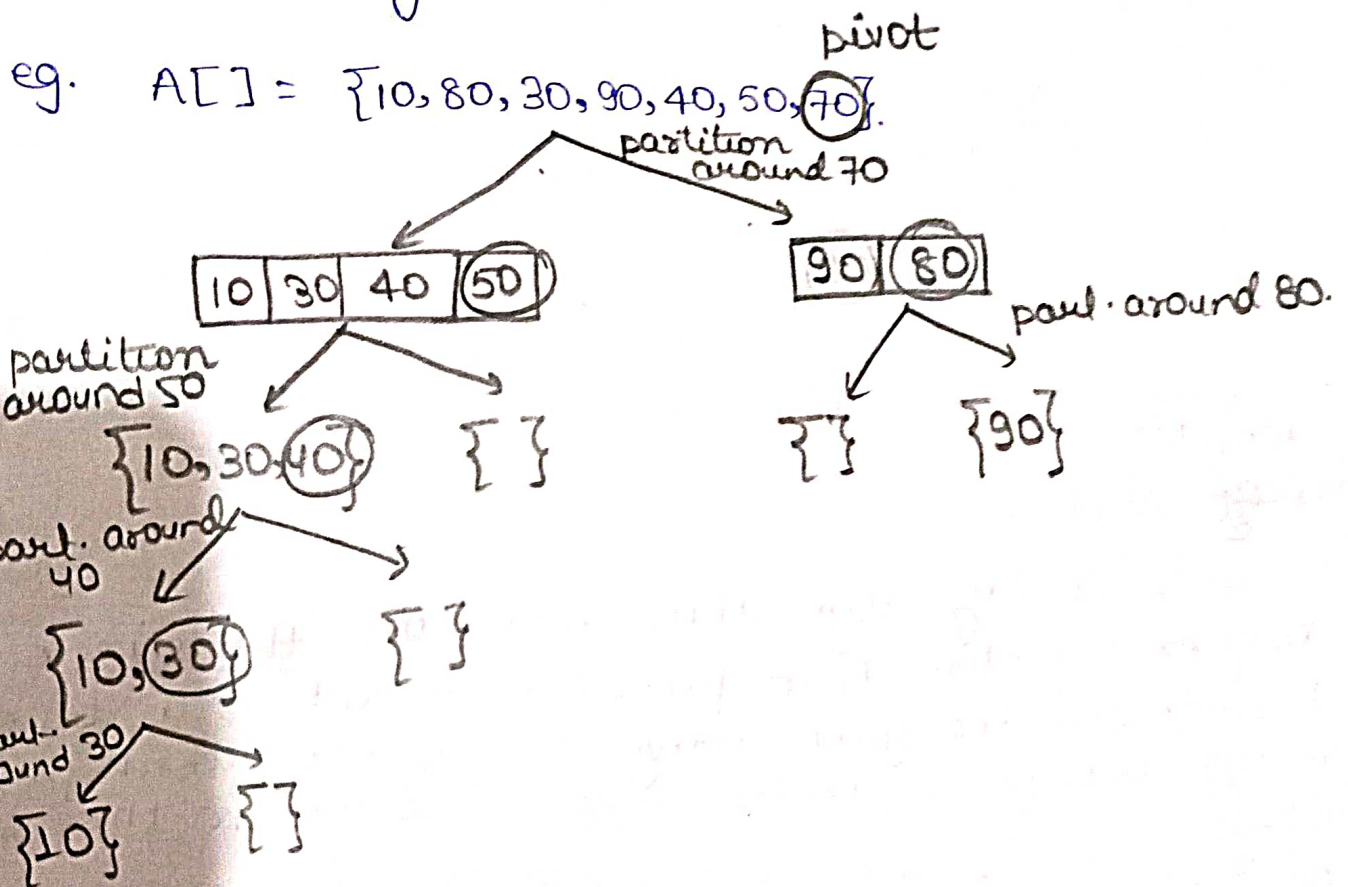 pivot
eg. A[] = {10, 80, 30, 90, 40, 50, 70}.
partition
around 70
10 30 40 50
90 80
part. around 80.
partition
around 50
{10, 30, 40} { }
{ } {90}
part. around
40
{10, 30} { }
30
{10} { }